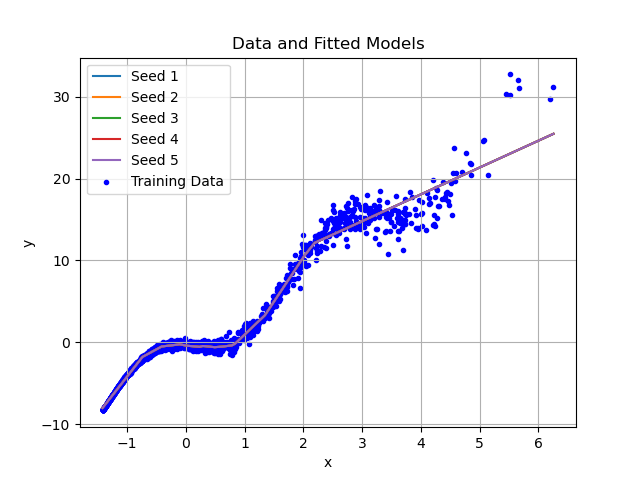 Data and Fitted Models
Seed 1
Seed 2
Seed 3
Seed 4
Seed 5
Training Data
30
20
10
0
−10
y
−1 0 1 2 3 4 5 6
x